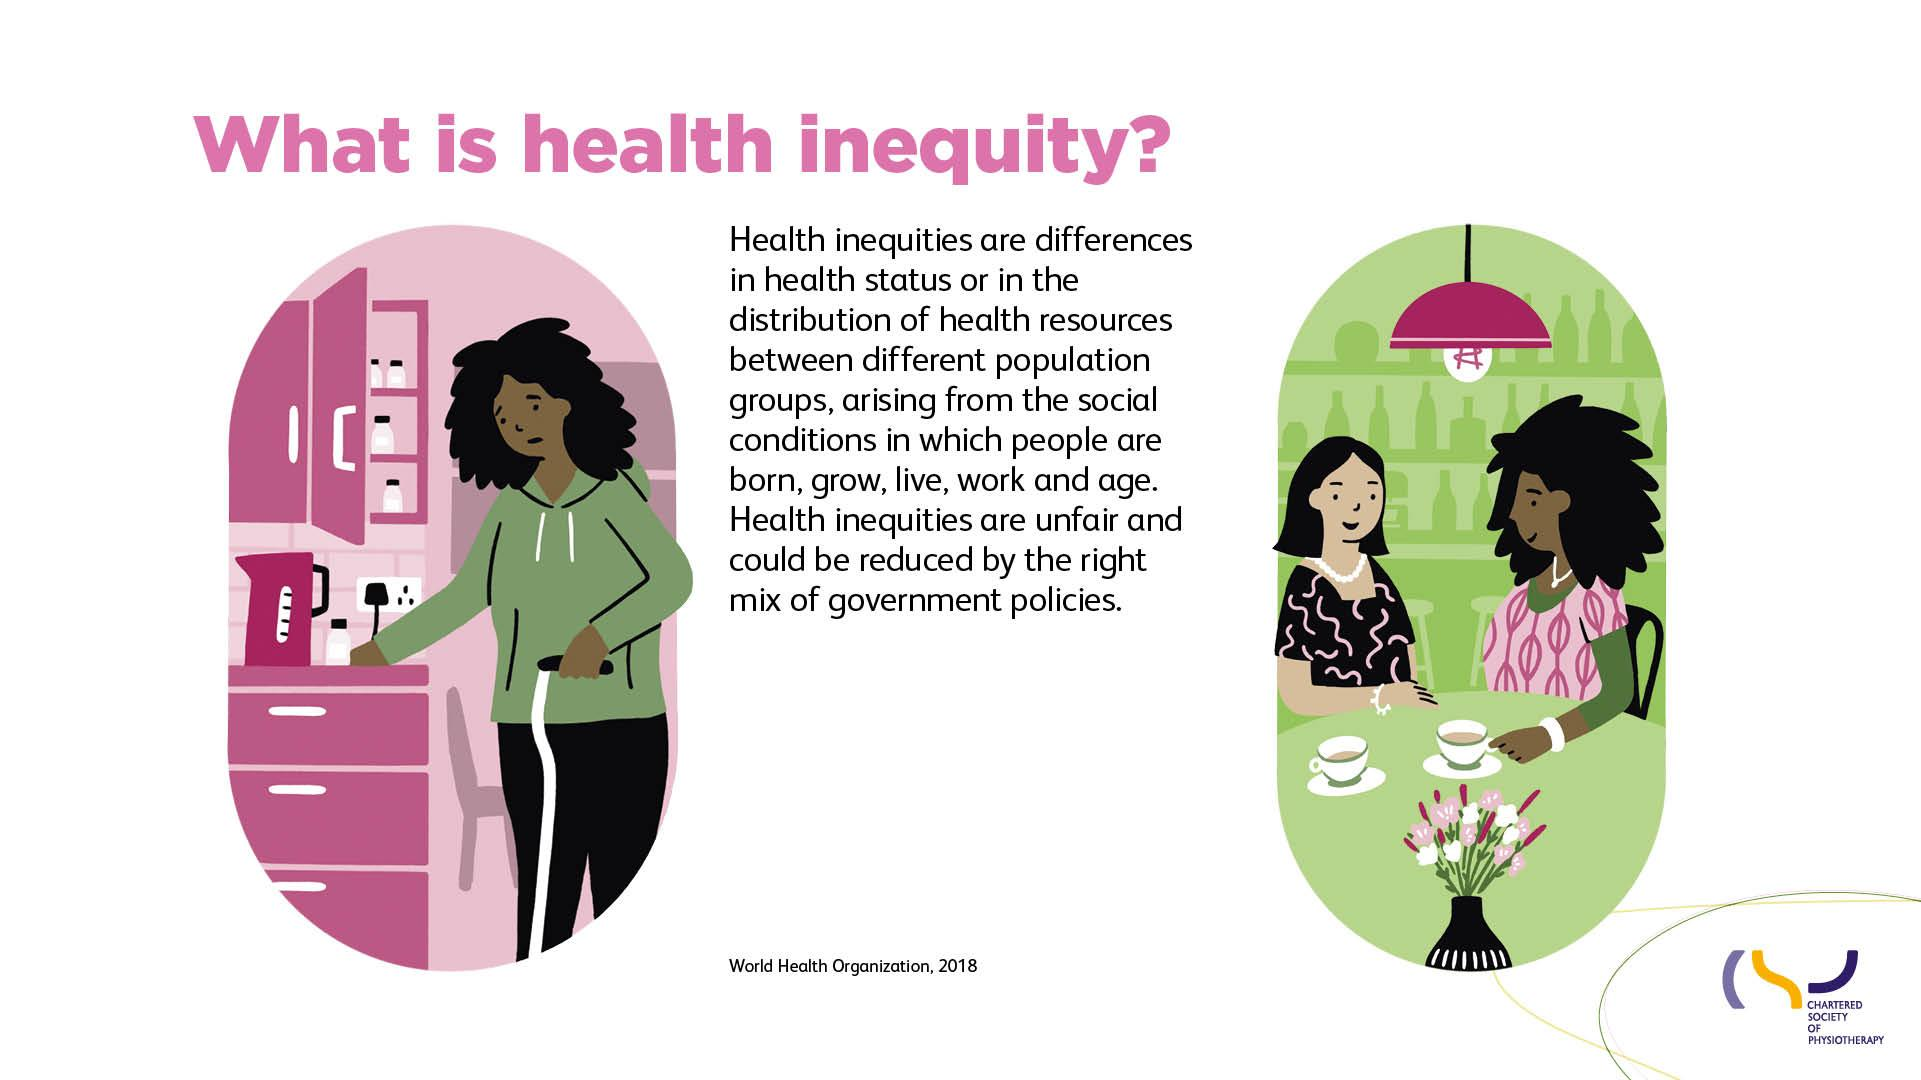 What is health inequity?
Health inequities are differences
in health status or in the
distribution of health resources
between different population
groups, arising from the social
conditions in which people are
born, grow, live, work and age.
Health inequities are unfair and
could be reduced by the right
mix of government policies.
World Health Organization, 2018
CHARTERED
SOCIETY
OF
PHYSIOTHERAPY